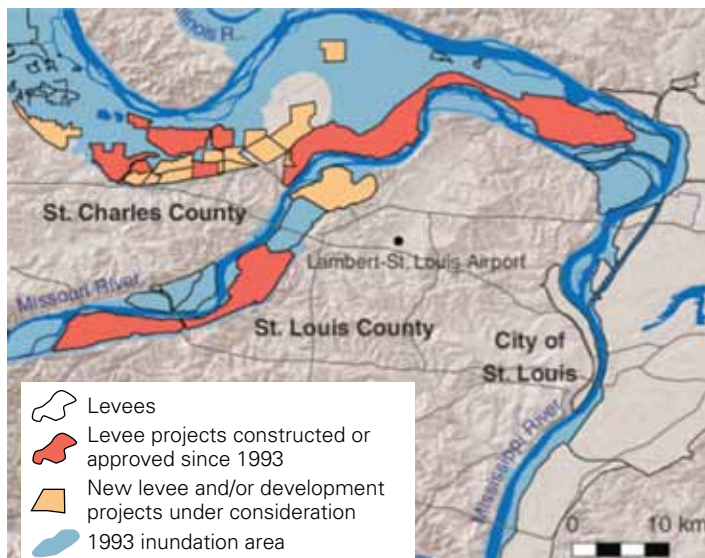 Illinois R.
St. Charles County
Lambert-St. Louis Airport
Missouri River
St. Louis County
City of
St. Louis
Mississippi River
Levees
Levee projects constructed or
approved since 1993
New levee and/or development
projects under consideration
1993 inundation area
0 10 km